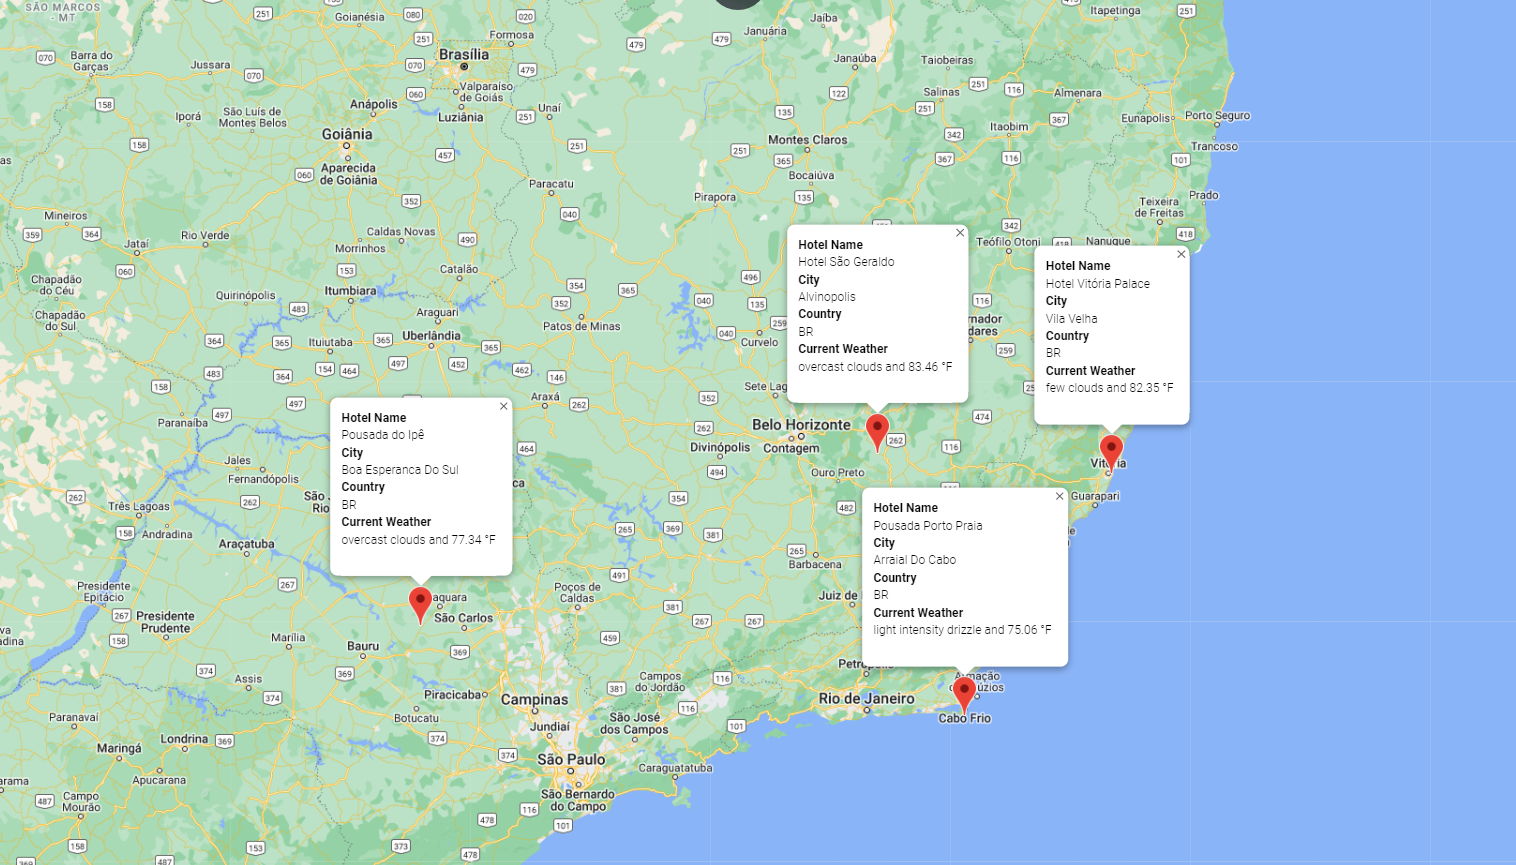 SÃO MARCOS
- MT
251
Goianésia
080
020
Formosa
251
Jaíba
Januária
479
479
Itapetinga
251
070
Barra do
Garças
Jussara
070
070
Brasília
479
Janaúba
Taiobeiras
Valparaíso
de Goiás
060
158
São Luís de
Montes Belos
Iporá
Anápolis
Luziânia
Unaí
251
122
135
Salinas
251
251
116
Almenara
367
Eunapolis
Porto Seguro
Goiânia
158
457
251
251
Montes Claros
365
342
Itaobim
367
116
Trancoso
101
060
Aparecida
de Goiânia
Bocaiúva
Paracatu
Pirapora
135
352
040
Prado
Teixeira
de Freitas
Mineiros
359
364
Jataí
Rio Verde
Caldas Novas
490
Morrinhos
342
Teófilo Otoni
418
Nanuque
418
060
153
Catalão
Chapadão
do Céu
Quirinópolis
Itumbiara
354
365
496
040
135
116
483
352
Chapadão
do Sul
Araguari
Patos de Minas
259
040
Curvelo
364
365
Ituiutaba
365
Uberlândia
365
259
483
364
154
464
497
452
462
146
158
497
497
Araxá
262
352
Sete Lag
Paranaíba
262
Belo Horizonte
Contagem
Divinópolis
494
262
474
116
Ouro Preto
Hotel Name
Hotel São Geraldo
City
Alvinopolis
Country
BR
Current Weather
overcast clouds and 83.46 °F
Hotel Name
Hotel Vitória Palace
City
Vila Velha
Country
BR
Current Weather
few clouds and 82.35 °F
Hotel Name
Pousada do Ipê
City
Boa Esperanca Do Sul
Country
BR
Current Weather
overcast clouds and 77.34 °F
Hotel Name
Pousada Porto Praia
City
Arraial Do Cabo
Country
BR
Current Weather
light intensity drizzle and 75.06 °F
464
Jales
Fernandópolis
262
262
Três Lagoas
Andradina
158
Araçatuba
354
265
369
381
482
265
Barbacena
Guarapari
267
491
Presidente
Epitácio
267
Presidente
Prudente
158
Marília
Bauru
São Carlos
369
Poços de
Caldas
381
459
267
267
Juiz de
374
369
Assis
374
Piracicaba
Botucatu
Campinas
381
Campos
do Jordão
116
116
Rio de Janeiro
Cabo Frio
Paranavaí
Maringá
Londrina
369
374
Jundiaí
São José
dos Campos
101
374
São Paulo
Caraguatatuba
Apucarana
487
Campo
Mourão
São Bernardo
do Campo
116
478
101
158
153
373
478
487
369